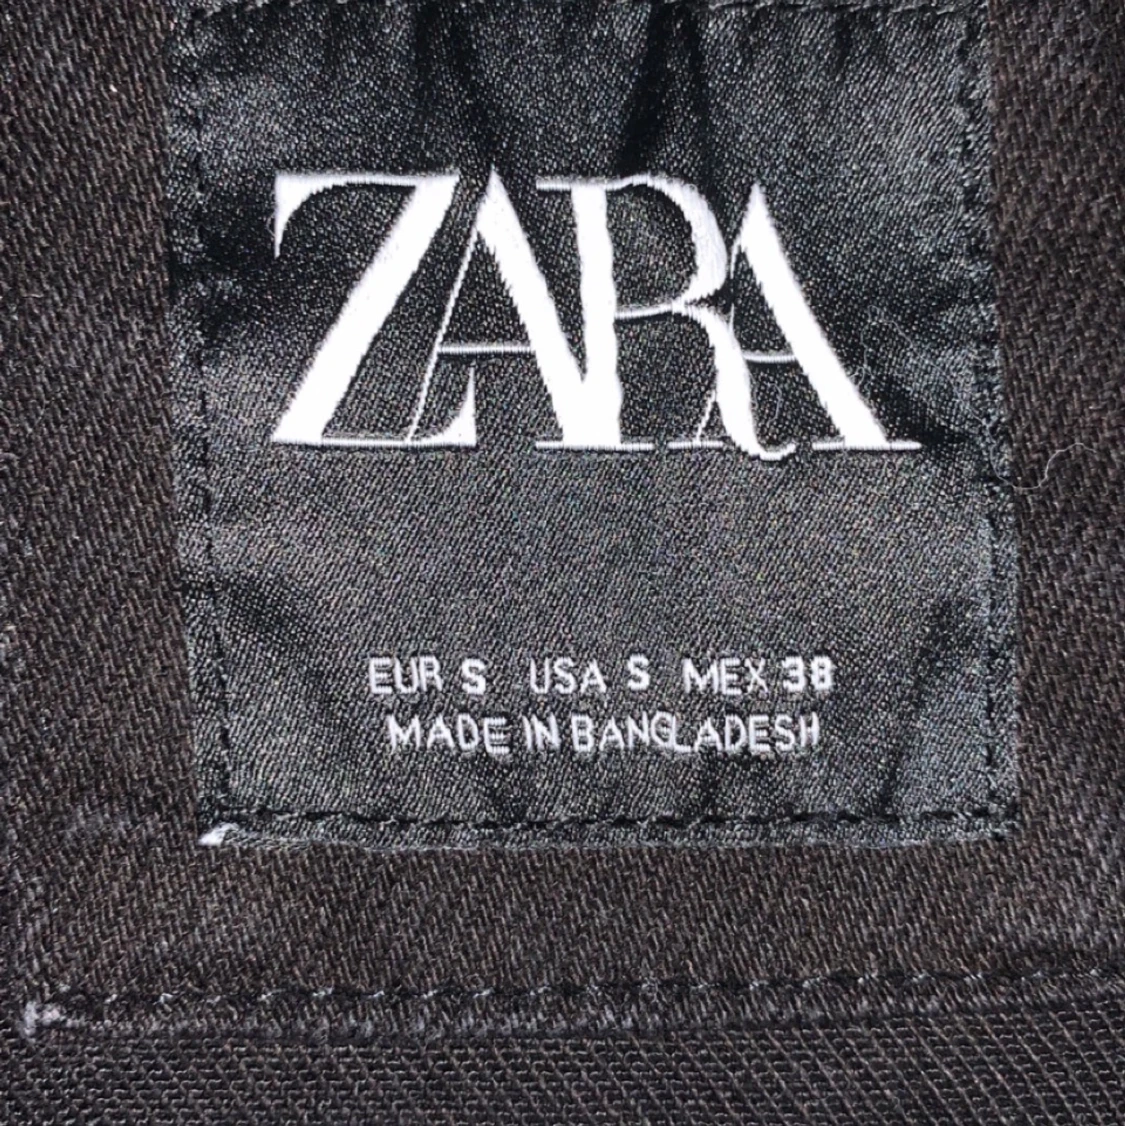 ZARA
EUR S USA S MEX 38
MADE IN BANGLADESH